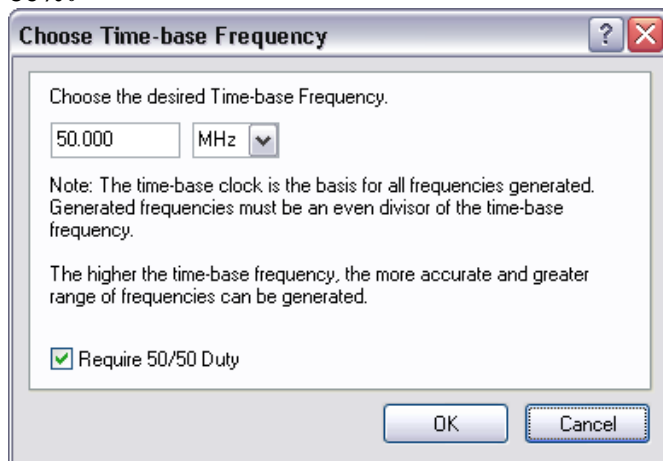 Choose Time-base Frequency
Choose the desired Time-base Frequency.
50.000 MHz
Note: The time-base clock is the basis for all frequencies generated.
Generated frequencies must be an even divisor of the time-base
frequency.
The higher the time-base frequency, the more accurate and greater
range of frequencies can be generated.
Require 50/50 Duty
OK Cancel